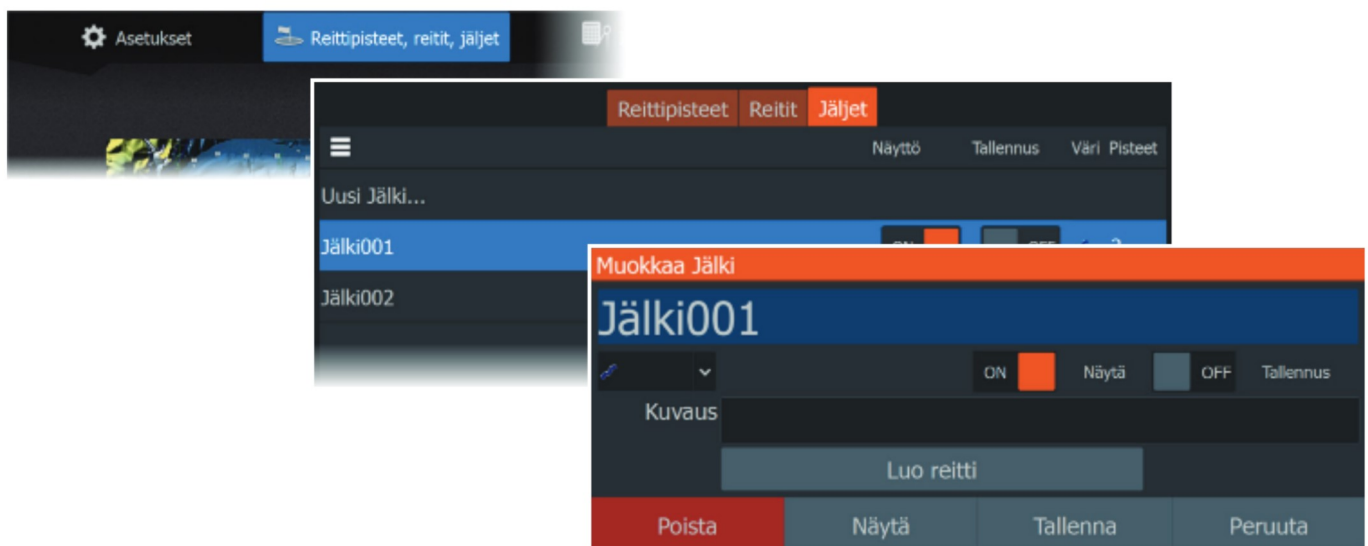 Asetukset Reittipisteet, reitit, jäljet
Reittipisteet Reitit Jäljet
Näyttö Tallennus Väri Pisteet
Uusi Jälki...
Jälki001
Jälki002
Muokkaa Jälki
Jälki001
ON Näytä OFF Tallennus
Kuvaus
Luo reitti
Poista Näytä Tallenna Peruuta